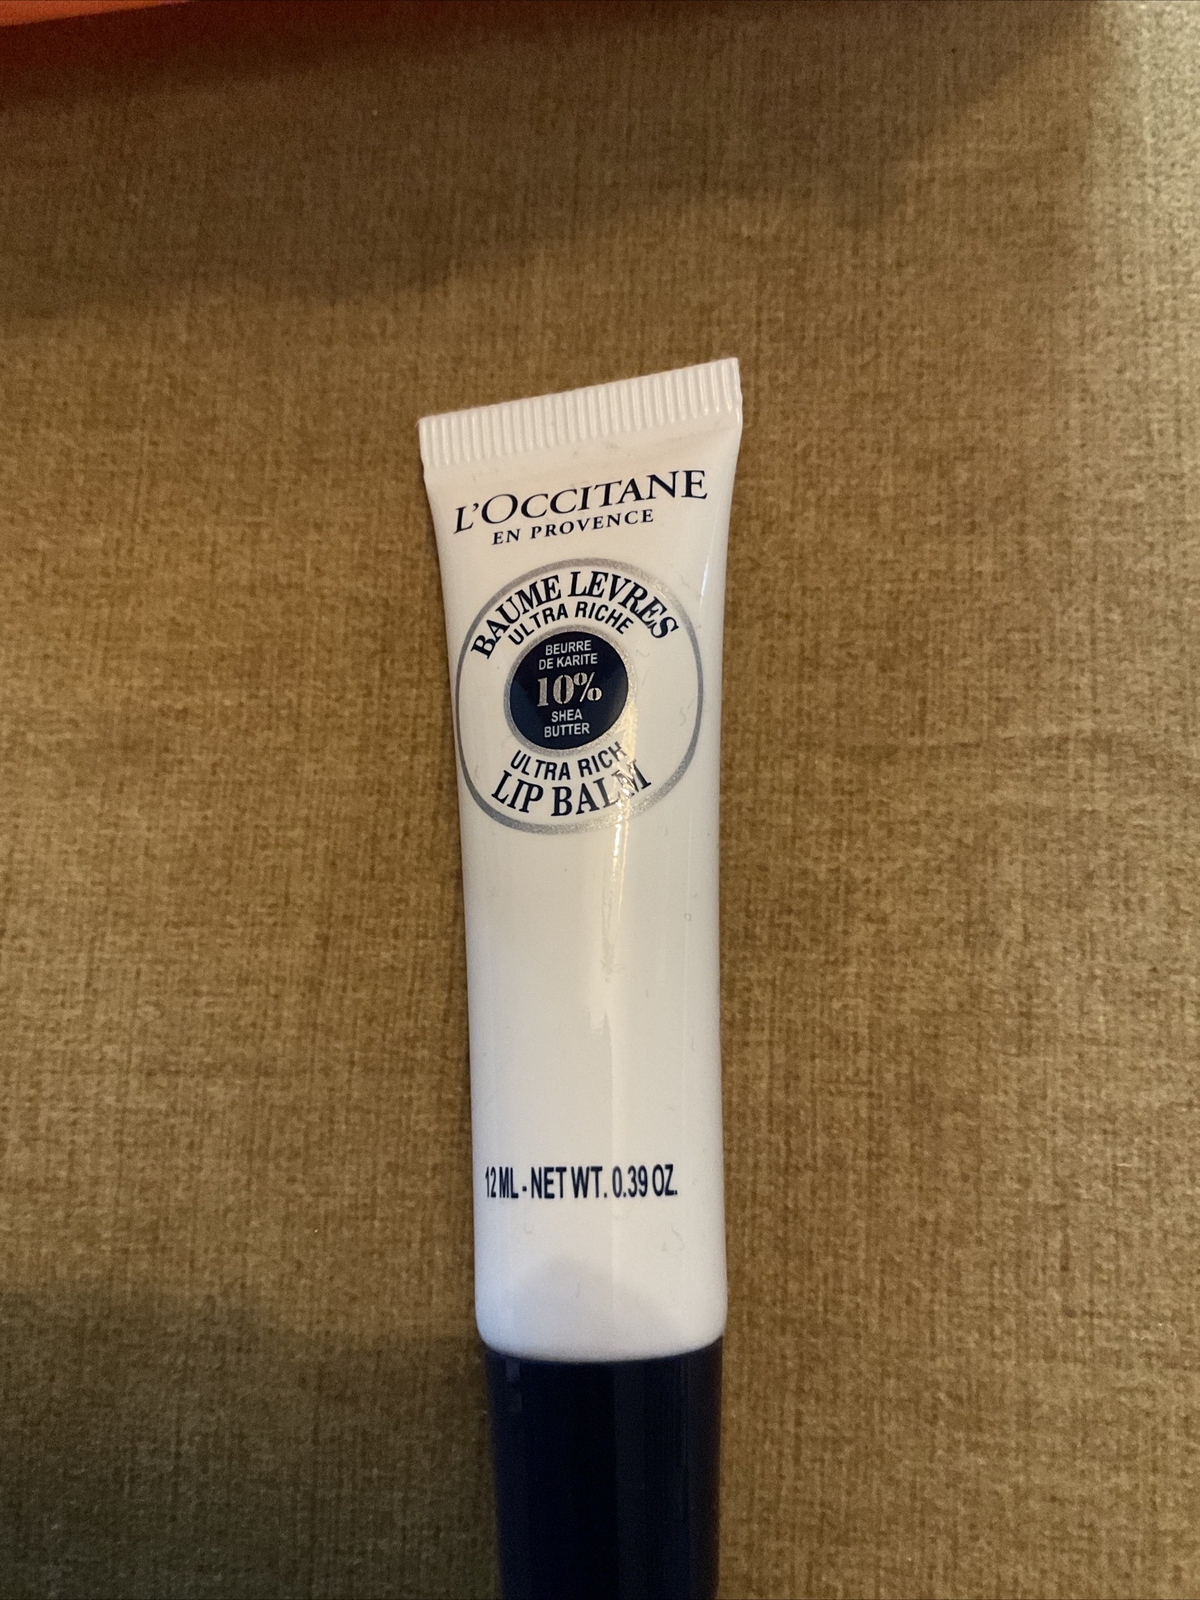 L'OCCITANE
EN PROVENCE
BAUME LEVRES
ULTRA RICHE
BEURRE
DE KARITE
10%
SHEA
BUTTER
ULTRA RICH
LIP BALM
12 ML - NET WT. 0.39 OZ.